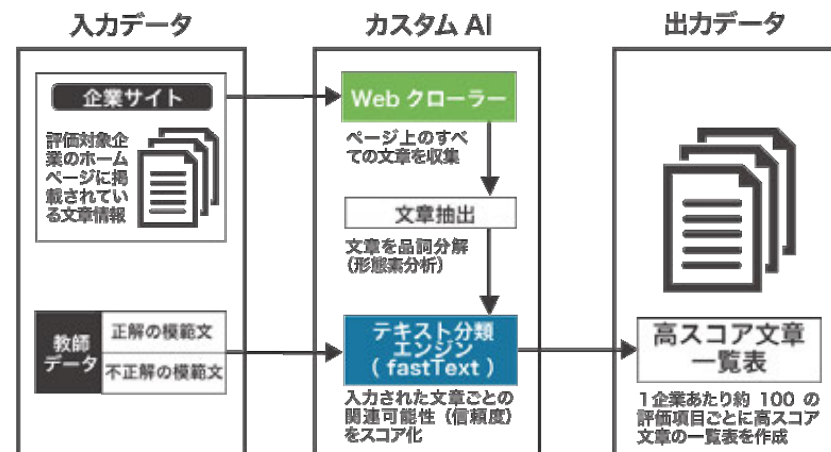 入力データ
企業サイト
評価対象企
業のホーム
ページに掲
載されてい
る文章情報
教師
データ
正解の模範文
不正解の模範文
カスタム AI
Web クローラー
ページ上のすべ
ての文章を収集
文章抽出
文章を品詞分解
（形態素分析）
テキスト分類
エンジン
( fastText )
入力された文章ごとの
関連可能性（信頼度）
をスコア化
出力データ
高スコア文章
一覧表
1企業あたり約 100 の
評価項目ごとに高スコア
文章の一覧表を作成